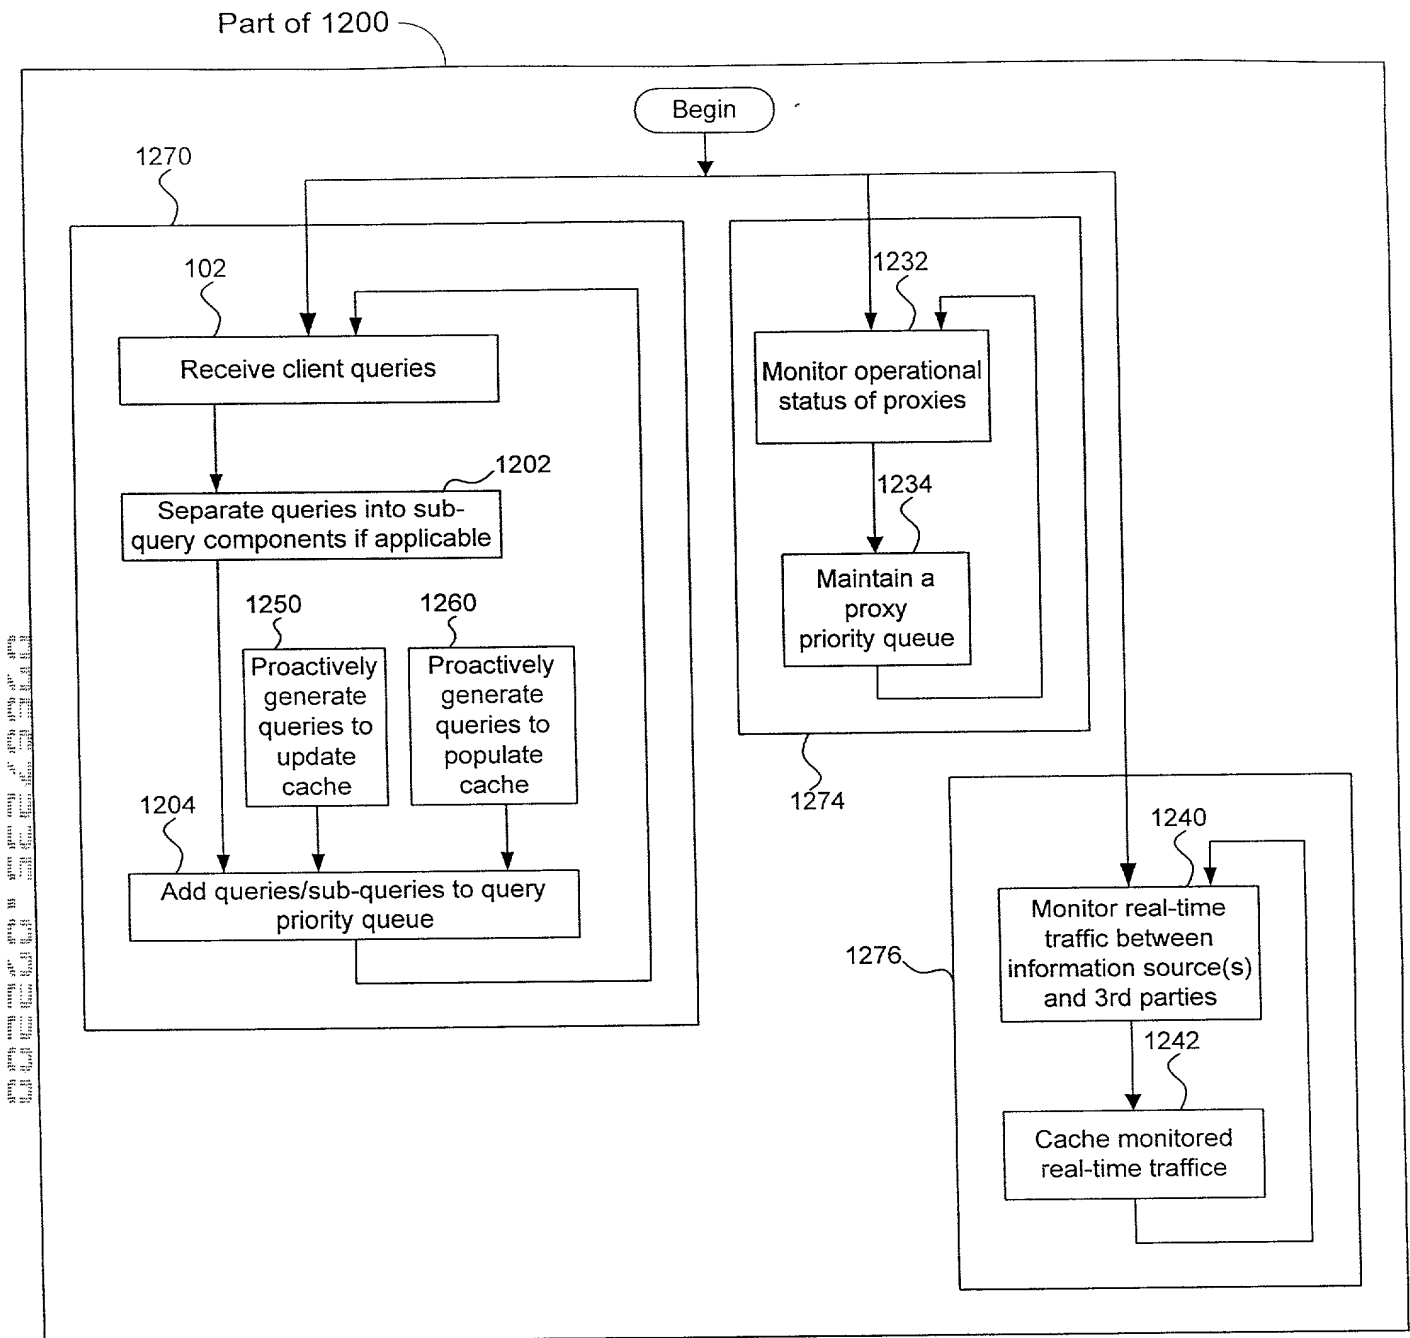 Part of 1200
Begin
1270
102
Receive client queries
1202
Separate queries into sub-
query components if applicable
1250
Proactively
generate
queries to
update
cache
1260
Proactively
generate
queries to
populate
cache
1204
Add queries/sub-queries to query
priority queue
1232
Monitor operational
status of proxies
1234
Maintain a
proxy
priority queue
1274
1240
Monitor real-time
traffic between
information source(s)
and 3rd parties
1276
1242
Cache monitored
real-time traffice